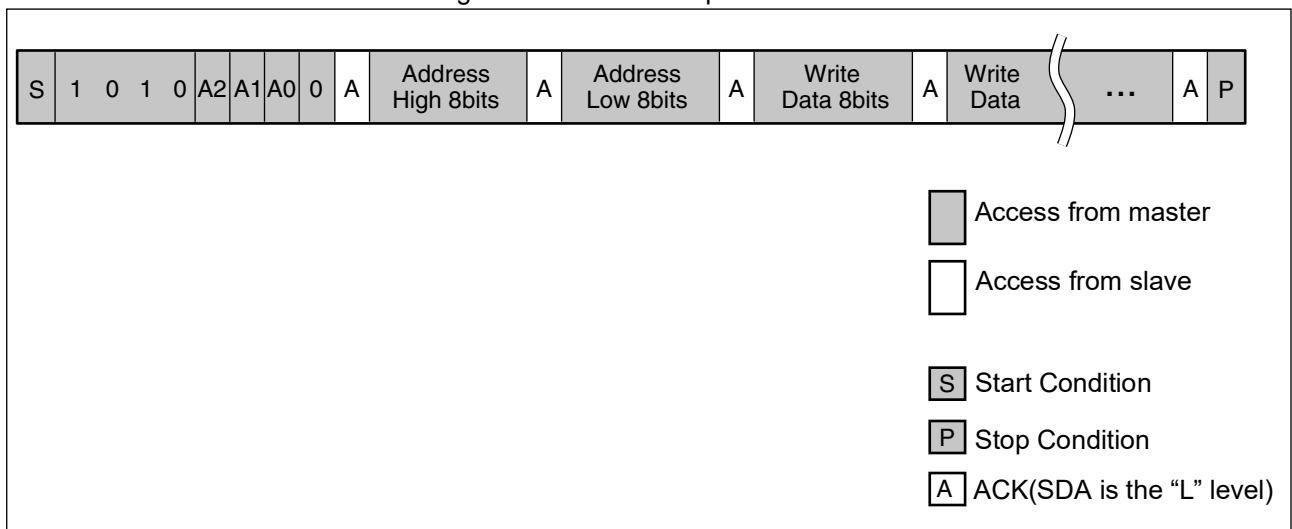 S 1 0 1 0 A2 A1 A0 0 A Address High 8bits A Address Low 8bits A Write Data 8bits A Write Data ... A P
Access from master
Access from slave
S Start Condition
P Stop Condition
A ACK(SDA is the “L” level)